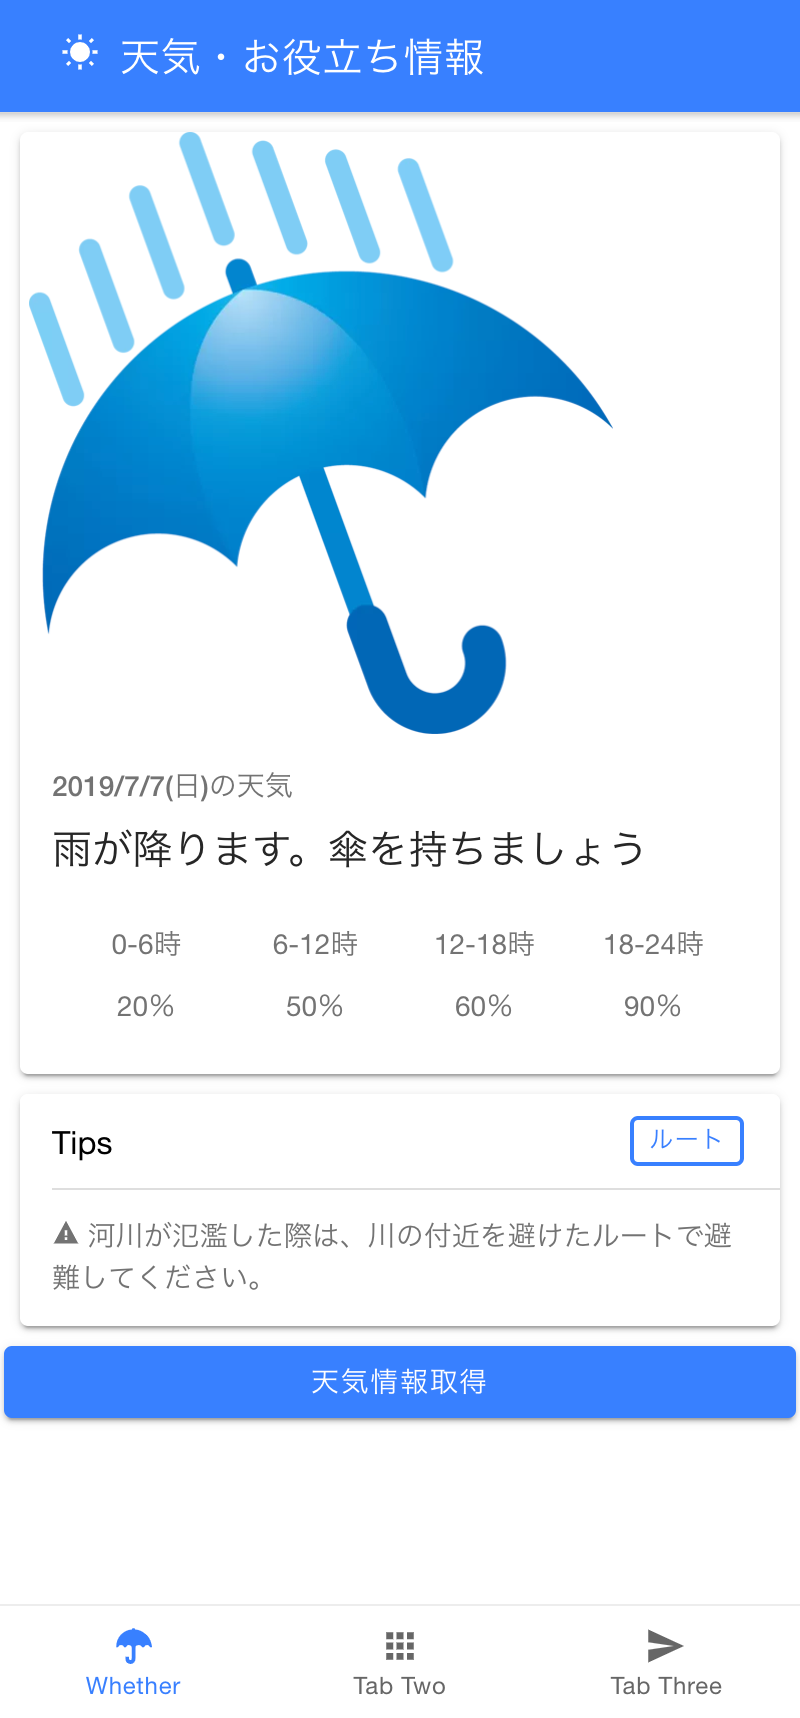 天気・お役立ち情報
2019/7/7(日)の天気
雨が降ります。傘を持ちましょう
0-6時 6-12時 12-18時 18-24時
20% 50% 60% 90%
Tips ルート
河川が氾濫した際は、川の付近を避けたルートで避
難してください。
天気情報取得
Whether Tab Two Tab Three